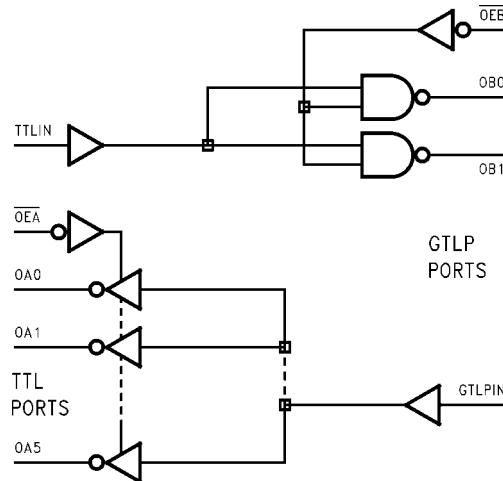 OEB
OB0
TTLIN
OB1
OEA
GTLP
PORTS
OA0
OA1
TTL
PORTS
GTLPIN
OA5